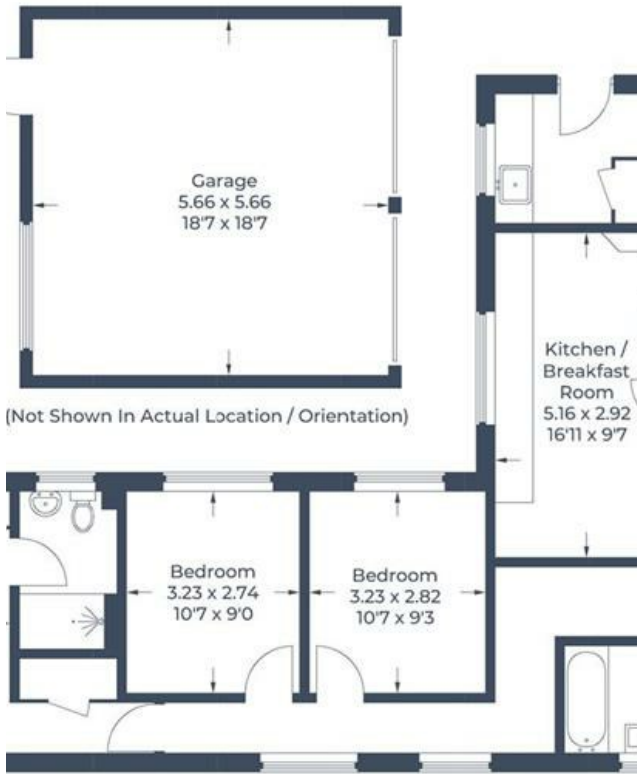 Garage
5.66 x 5.66
18'7 x 18'7
(Not Shown In Actual Location / Orientation)
Kitchen /
Breakfast
Room
5.16 x 2.92
16'11 x 9'7
Bedroom
3.23 x 2.74
10'7 x 9'0
Bedroom
3.23 x 2.82
10'7 x 9'3